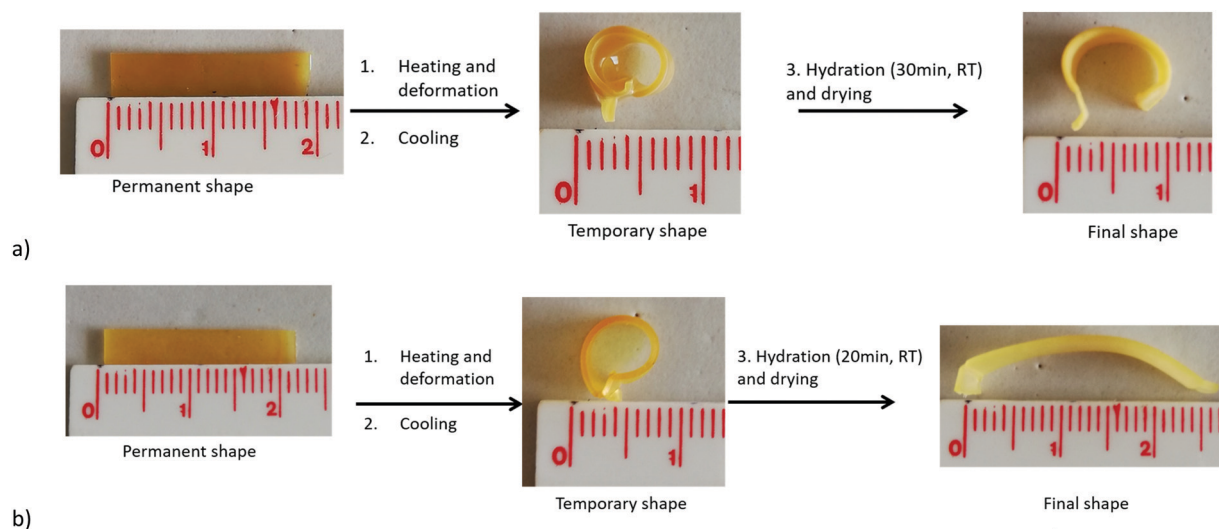 1. Heating and
deformation
2. Cooling
3. Hydration (30min, RT)
and drying
0 1 2
Permanent shape
0 1
Temporary shape
0 1
Final shape
a)
1. Heating and
deformation
2. Cooling
3. Hydration (20min, RT)
and drying
0 1 2
Permanent shape
0 1
Temporary shape
0 1 2
Final shape
b)